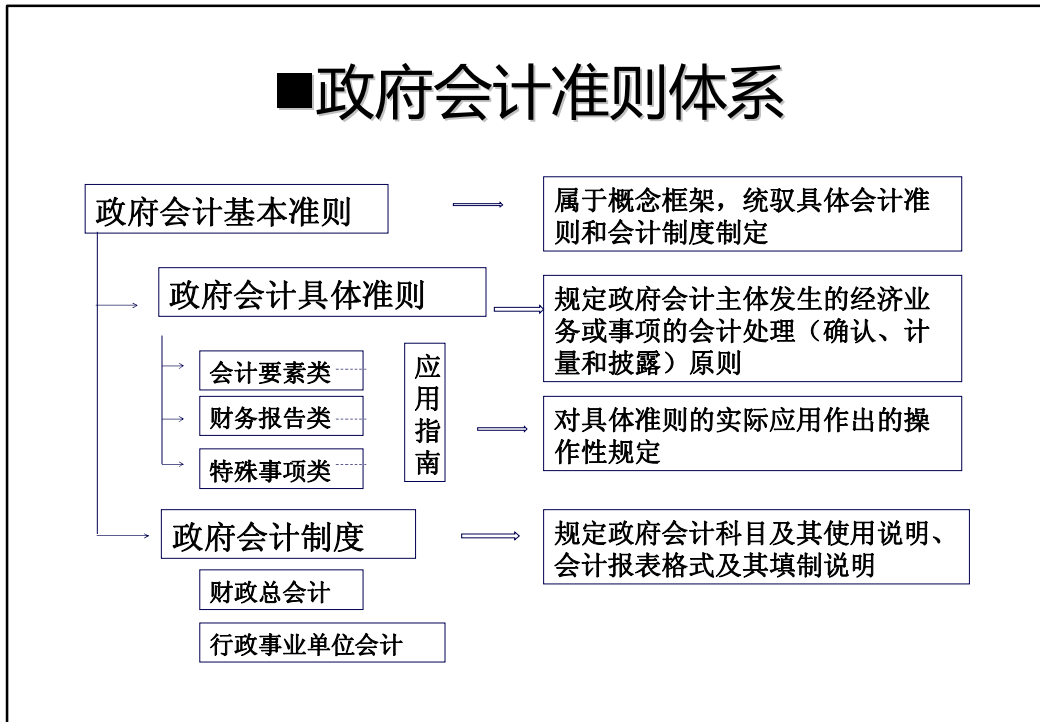 ■政府会计准则体系
政府会计基本准则
属于概念框架，统驭具体会计准
则和会计制度制定
政府会计具体准则
规定政府会计主体发生的经济业
务或事项的会计处理（确认、计
量和披露）原则
会计要素类
财务报告类
特殊事项类
应
用
指
南
对具体准则的实际应用作出的操
作性规定
政府会计制度
规定政府会计科目及其使用说明、
会计报表格式及其填制说明
财政总会计
行政事业单位会计